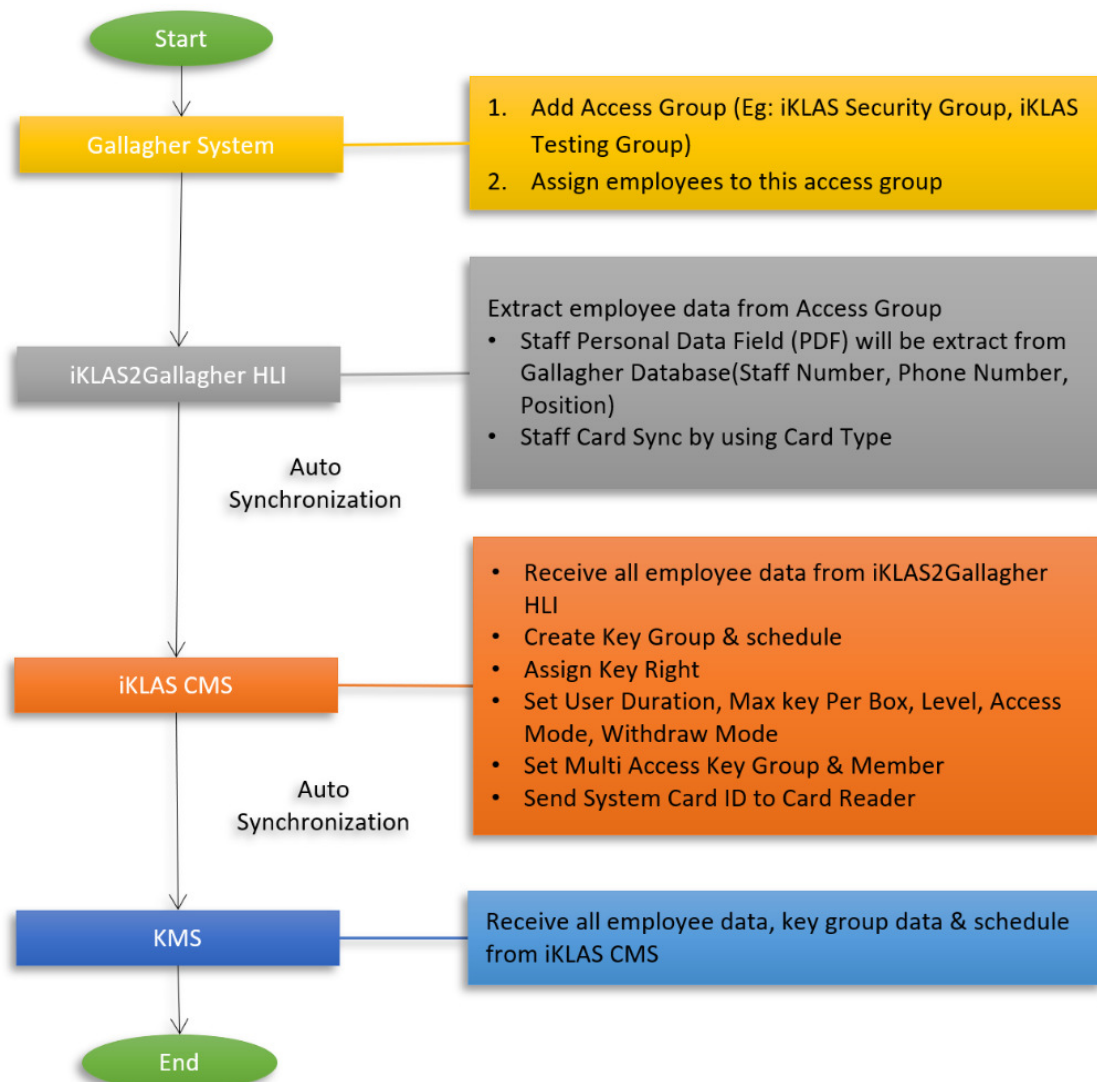 Start
Gallagher System
1. Add Access Group (Eg: iKLAS Security Group, iKLAS
Testing Group)
2. Assign employees to this access group
iKLAS2Gallagher HLI
Extract employee data from Access Group
• Staff Personal Data Field (PDF) will be extract from
Gallagher Database(Staff Number, Phone Number,
Position)
• Staff Card Sync by using Card Type
Auto
Synchronization
iKLAS CMS
• Receive all employee data from iKLAS2Gallagher
HLI
• Create Key Group & schedule
• Assign Key Right
• Set User Duration, Max key Per Box, Level, Access
Mode, Withdraw Mode
• Set Multi Access Key Group & Member
• Send System Card ID to Card Reader
Auto
Synchronization
KMS
Receive all employee data, key group data & schedule
from iKLAS CMS
End